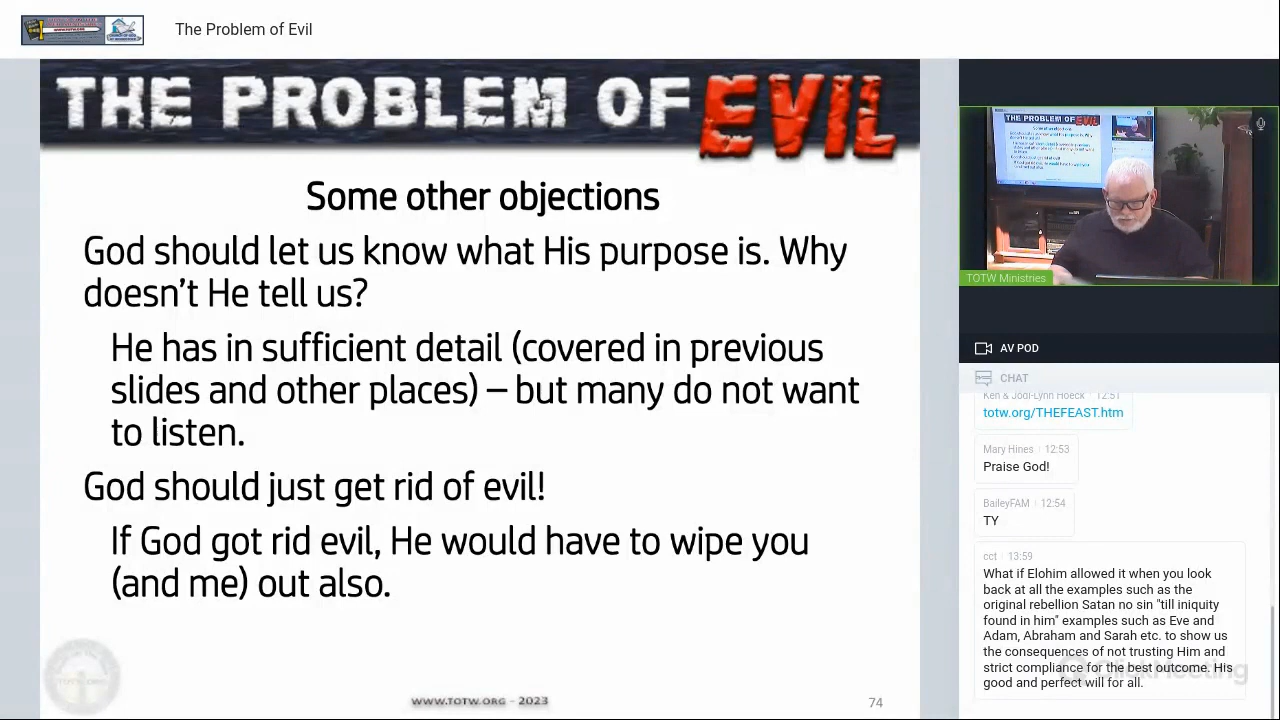 The Problem of Evil
THE PROBLEM OF EVIL
Some other objections
God should let us know what His purpose is. Why
doesn't He tell us?
He has in sufficient detail (covered in previous
slides and other places) – but many do not want
to listen.
God should just get rid of evil!
If God got rid evil, He would have to wipe you
(and me) out also.
WWW.TOTW.ORG - 2023
74
TOTW Ministries
AV POD
CHAT
Ken & Jodi-Lynn Hoeck 12:51
totw.org/THEFEAST.htm
Mary Hines 12:53
Praise God!
BaileyFAM 12:54
TY
cct 13:59
What if Elohim allowed it when you look
back at all the examples such as the
original rebellion Satan no sin "till iniquity
found in him" examples such as Eve and
Adam, Abraham and Sarah etc. to show us
the consequences of not trusting Him and
strict compliance for the best outcome. His
good and perfect will for all.
ClickMeeting